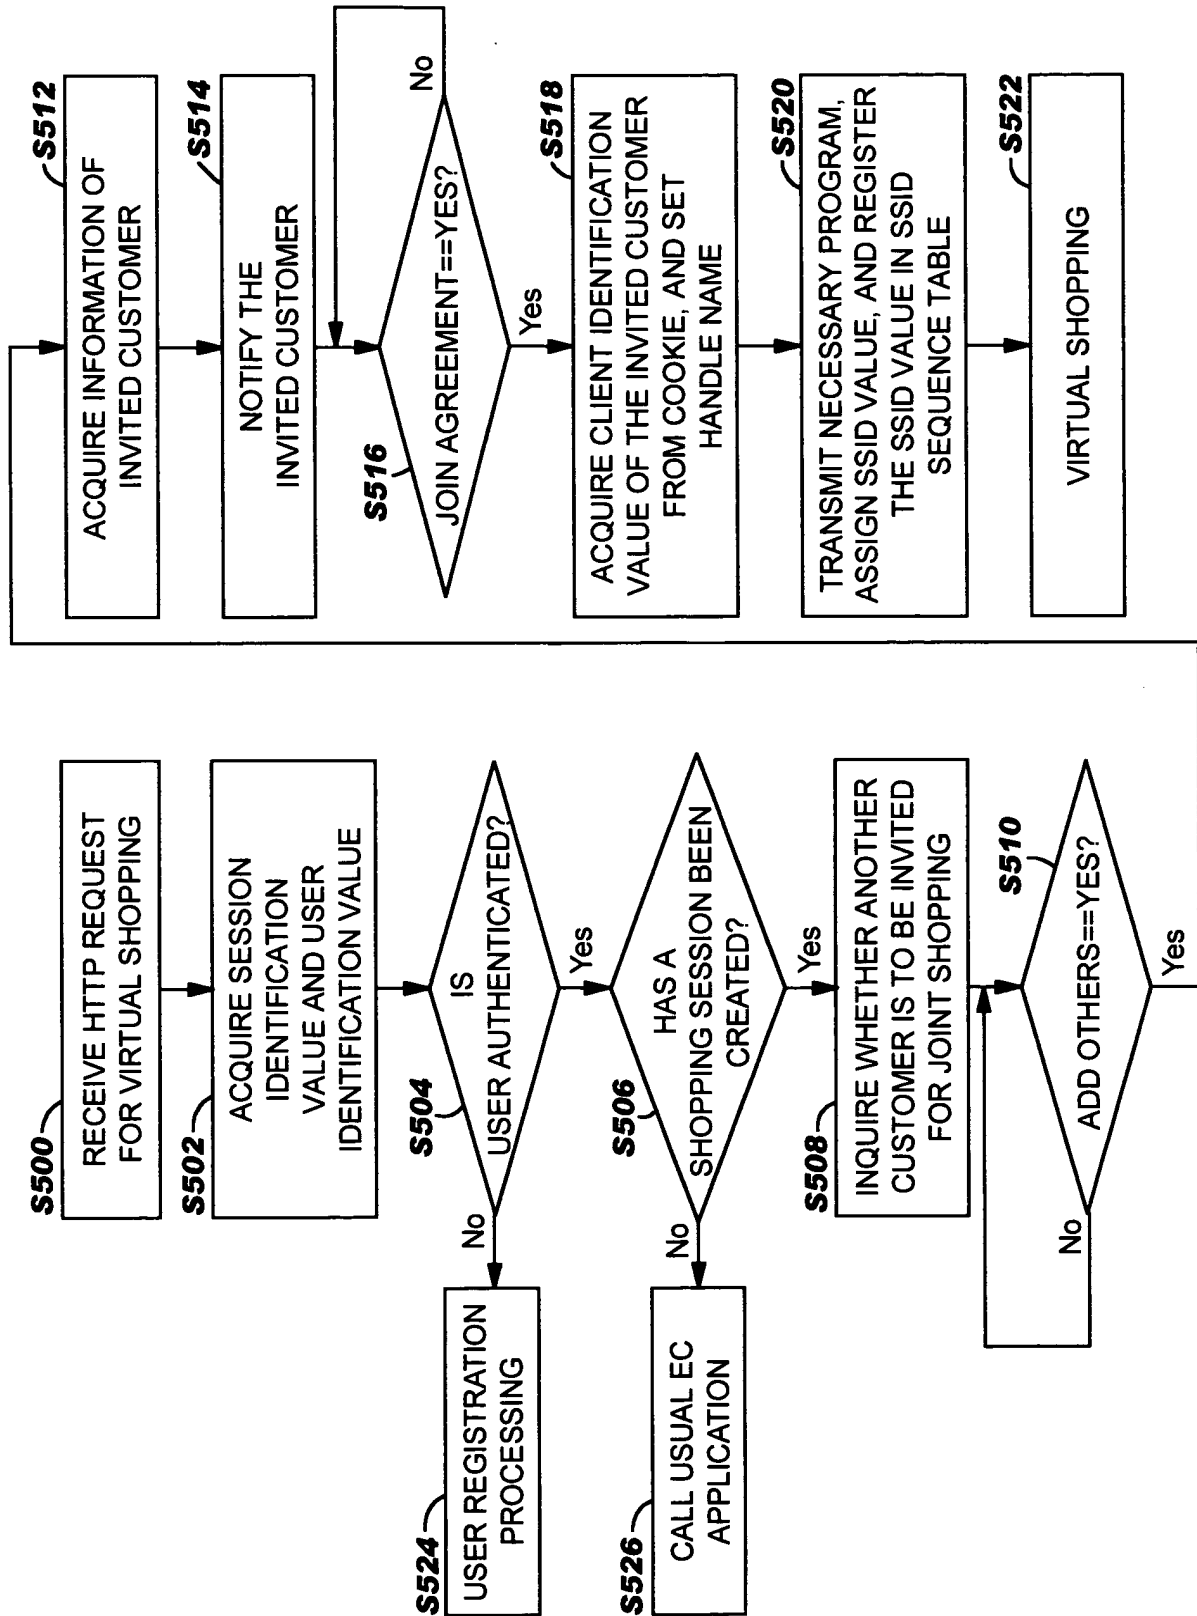 S500
RECEIVE HTTP REQUEST
FOR VIRTUAL SHOPPING
S502
ACQUIRE SESSION
IDENTIFICATION
VALUE AND USER
IDENTIFICATION VALUE
S504
IS
USER AUTHENTICATED?
No
Yes
S524
USER REGISTRATION
PROCESSING
S506
HAS A
SHOPPING SESSION BEEN
CREATED?
No
Yes
S526
CALL USUAL EC
APPLICATION
S508
INQUIRE WHETHER ANOTHER
CUSTOMER IS TO BE INVITED
FOR JOINT SHOPPING
S510
ADD OTHERS==YES?
No
Yes
S512
ACQUIRE INFORMATION OF
INVITED CUSTOMER
S514
NOTIFY THE
INVITED CUSTOMER
S516
JOIN AGREEMENT==YES?
No
Yes
S518
ACQUIRE CLIENT IDENTIFICATION
VALUE OF THE INVITED CUSTOMER
FROM COOKIE, AND SET
HANDLE NAME
S520
TRANSMIT NECESSARY PROGRAM,
ASSIGN SSID VALUE, AND REGISTER
THE SSID VALUE IN SSID
SEQUENCE TABLE
S522
VIRTUAL SHOPPING